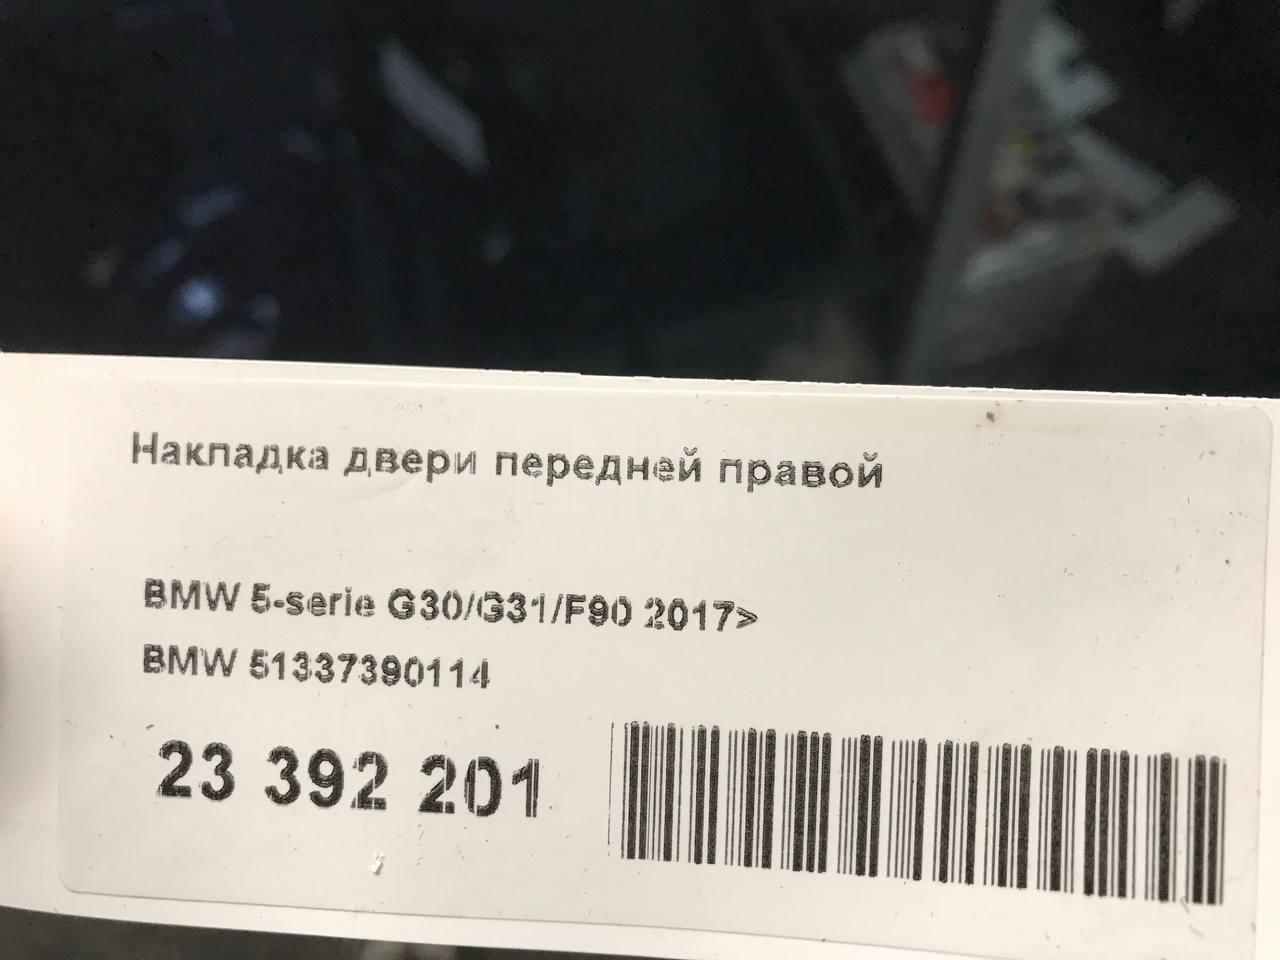 Накладка двери передней правой
BMW 5-serie G30/G31/F90 2017>
BMW 51337390114
23 392 201